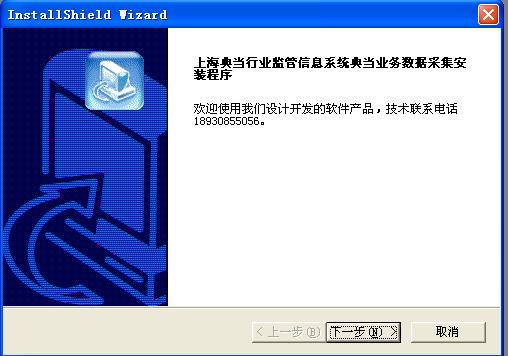 InstallShield Wizard
上海典当行业监管信息系统典当业务数据采集安
装程序
欢迎使用我们设计开发的软件产品，技术联系电话
18930855056。
< 上一步(B) 下一步(N) > 取消